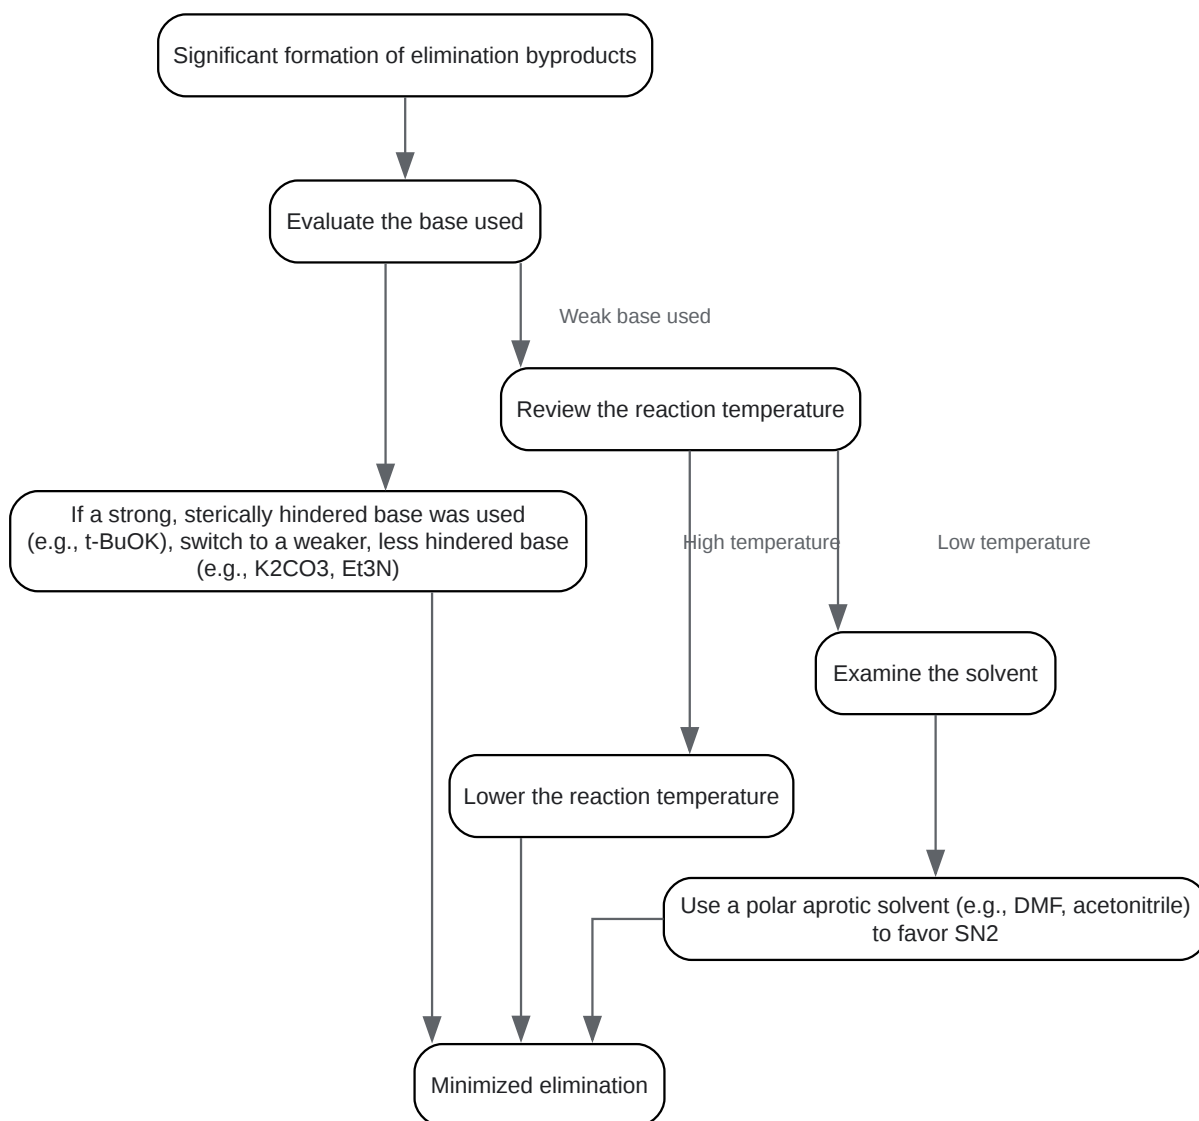 Significant formation of elimination byproducts
Evaluate the base used
Weak base used
Review the reaction temperature
If a strong, sterically hindered base was used
(e.g., t-BuOK), switch to a weaker, less hindered base
(e.g., K2CO3, Et3N)
High temperature
Low temperature
Examine the solvent
Lower the reaction temperature
Use a polar aprotic solvent (e.g., DMF, acetonitrile)
to favor SN2
Minimized elimination